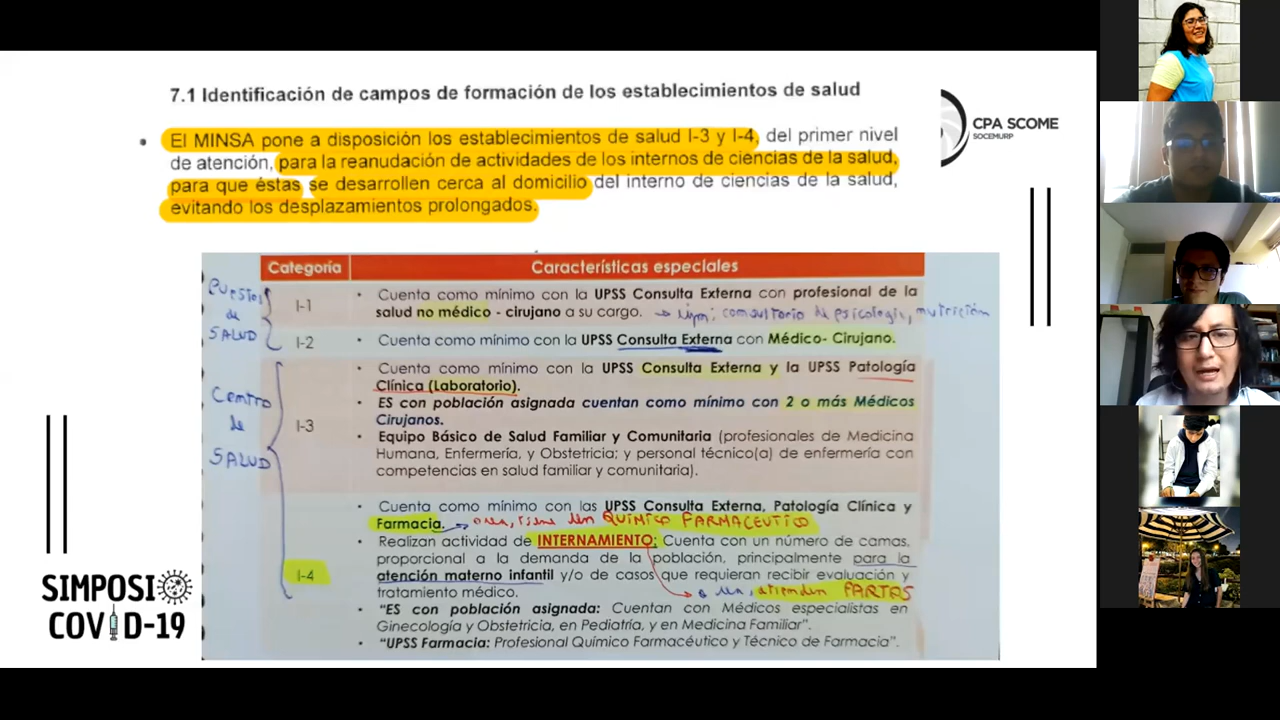 7.1 Identificación de campos de formación de los establecimientos de salud
CPA SCOME
SOCEMURP
• El MINSA pone a disposición los establecimientos de salud I-3 y I-4, del primer nivel
de atención, para la reanudación de actividades de los internos de ciencias de la salud,
para que éstas se desarrollen cerca al domicilio del interno de ciencias de la salud,
evitando los desplazamientos prolongados.
Categoría Características especiales
Puestos
de
SALUD
I-1
• Cuenta como mínimo con la UPSS Consulta Externa con profesional de la
salud no médico - cirujano a su cargo. → consultorio de psicología, nutrición
I-2
• Cuenta como mínimo con la UPSS Consulta Externa con Médico- Cirujano.
Centro
de
SALUD
I-3
• Cuenta como mínimo con la UPSS Consulta Externa y la UPSS Patología
Clínica (Laboratorio).
• ES con población asignada cuentan como mínimo con 2 o más Médicos
Cirujanos.
• Equipo Básico de Salud Familiar y Comunitaria (profesionales de Medicina
Humana, Enfermería, y Obstetricia; y personal técnico(a) de enfermería con
competencias en salud familiar y comunitaria).
I-4
• Cuenta como mínimo con las UPSS Consulta Externa, Patología Clínica y
Farmacia. → o sea, tiene un QUÍMICO FARMACEUTICO
• Realizan actividad de INTERNAMIENTO: Cuenta con un número de camas,
proporcional a la demanda de la población, principalmente para la
atención materno infantil y/o de casos que requieran recibir evaluación y
tratamiento médico. o sea, atienden PARTOS
• "ES con población asignada: Cuentan con Médicos especialistas en
Ginecología y Obstetricia, en Pediatría, y en Medicina Familiar".
• "UPSS Farmacia: Profesional Químico Farmacéutico y Técnico de Farmacia".
SIMPOSIO
COVID-19